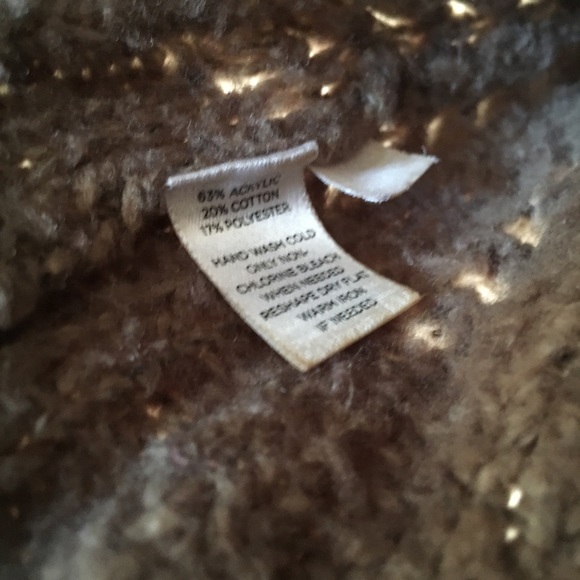 63% ACRYLIC
20% COTTON
17% POLYESTER
HAND WASH COLD
ONLY NON-
CHLORINE BLEACH
WHEN NEEDED
RESHAPE DRY FLAT
WARM IRON
IF NEEDED